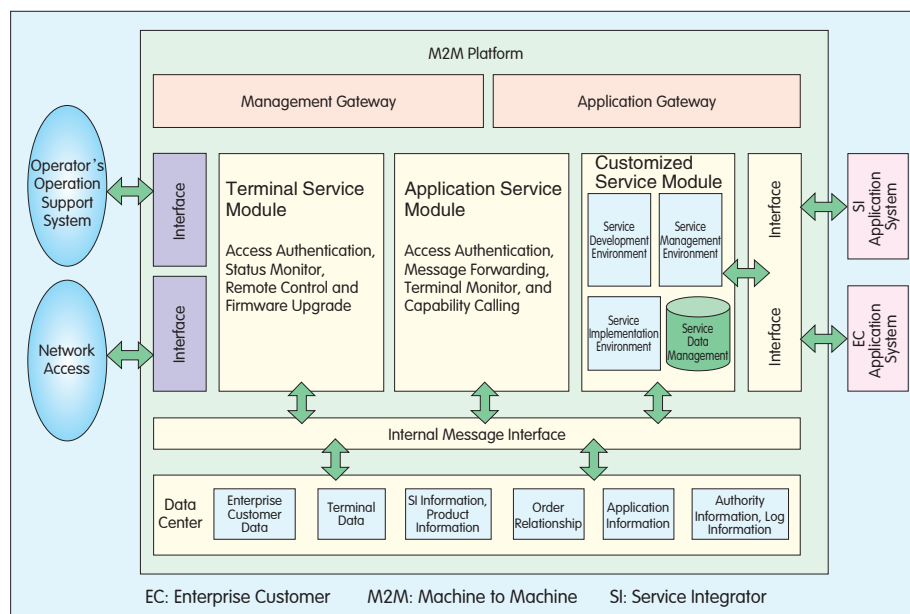 M2M Platform
Management Gateway
Application Gateway
Operator's
Operation
Support
System
Network
Access
Interface
Interface
Terminal Service
Module
Access Authentication,
Status Monitor,
Remote Control and
Firmware Upgrade
Application Service
Module
Access Authentication,
Message Forwarding,
Terminal Monitor, and
Capability Calling
Customized
Service Module
Service
Development
Environment
Service
Management
Environment
Service
Implementation
Environment
Service
Data
Management
Interface
Interface
SI
Application
System
EC
Application
System
Internal Message Interface
Data
Center
Enterprise
Customer
Data
Terminal
Data
SI Information,
Product
Information
Order
Relationship
Application
Information
Authority
Information, Log
Information
EC: Enterprise Customer M2M: Machine to Machine SI: Service Integrator